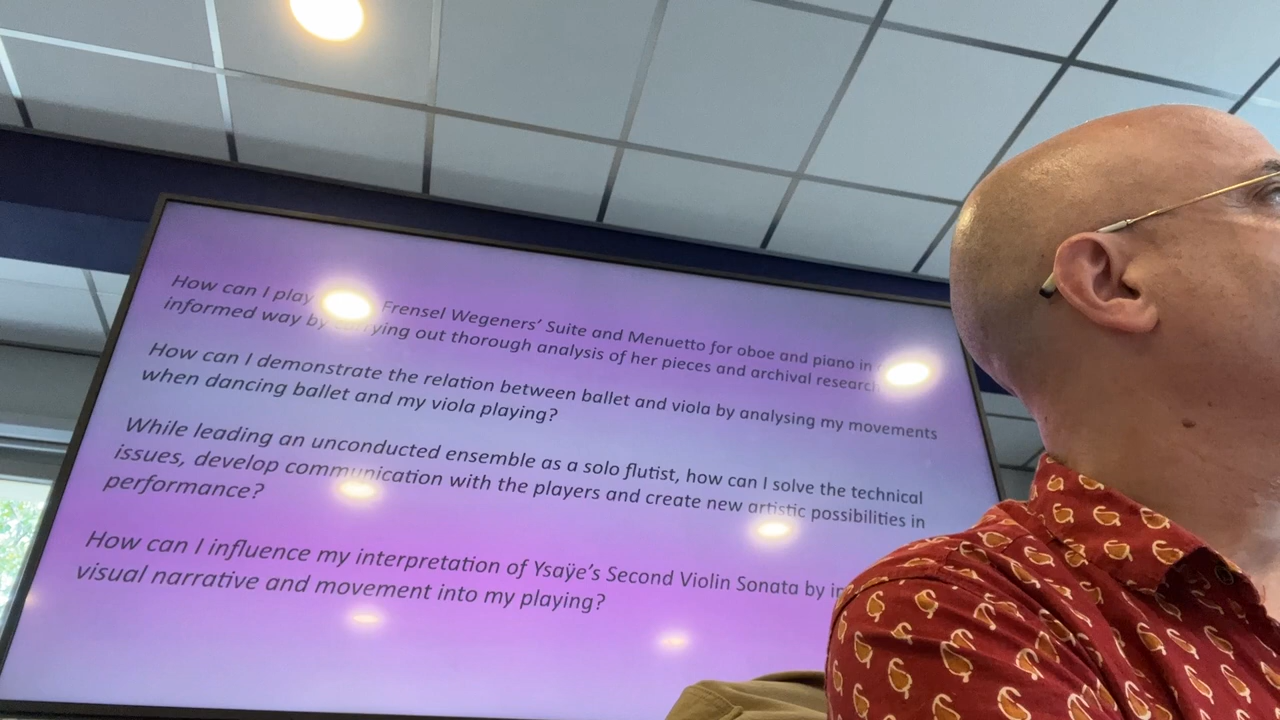 How can I play Frensel Wegeners' Suite and Menuetto for oboe and piano in
informed way by carrying out thorough analysis of her pieces and archival research
How can I demonstrate the relation between ballet and viola by analysing my movements
when dancing ballet and my viola playing?
While leading an unconducted ensemble as a solo flutist, how can I solve the technical
issues, develop communication with the players and create new artistic possibilities in
performance?
How can I influence my interpretation of Ysaÿe's Second Violin Sonata by
visual narrative and movement into my playing?